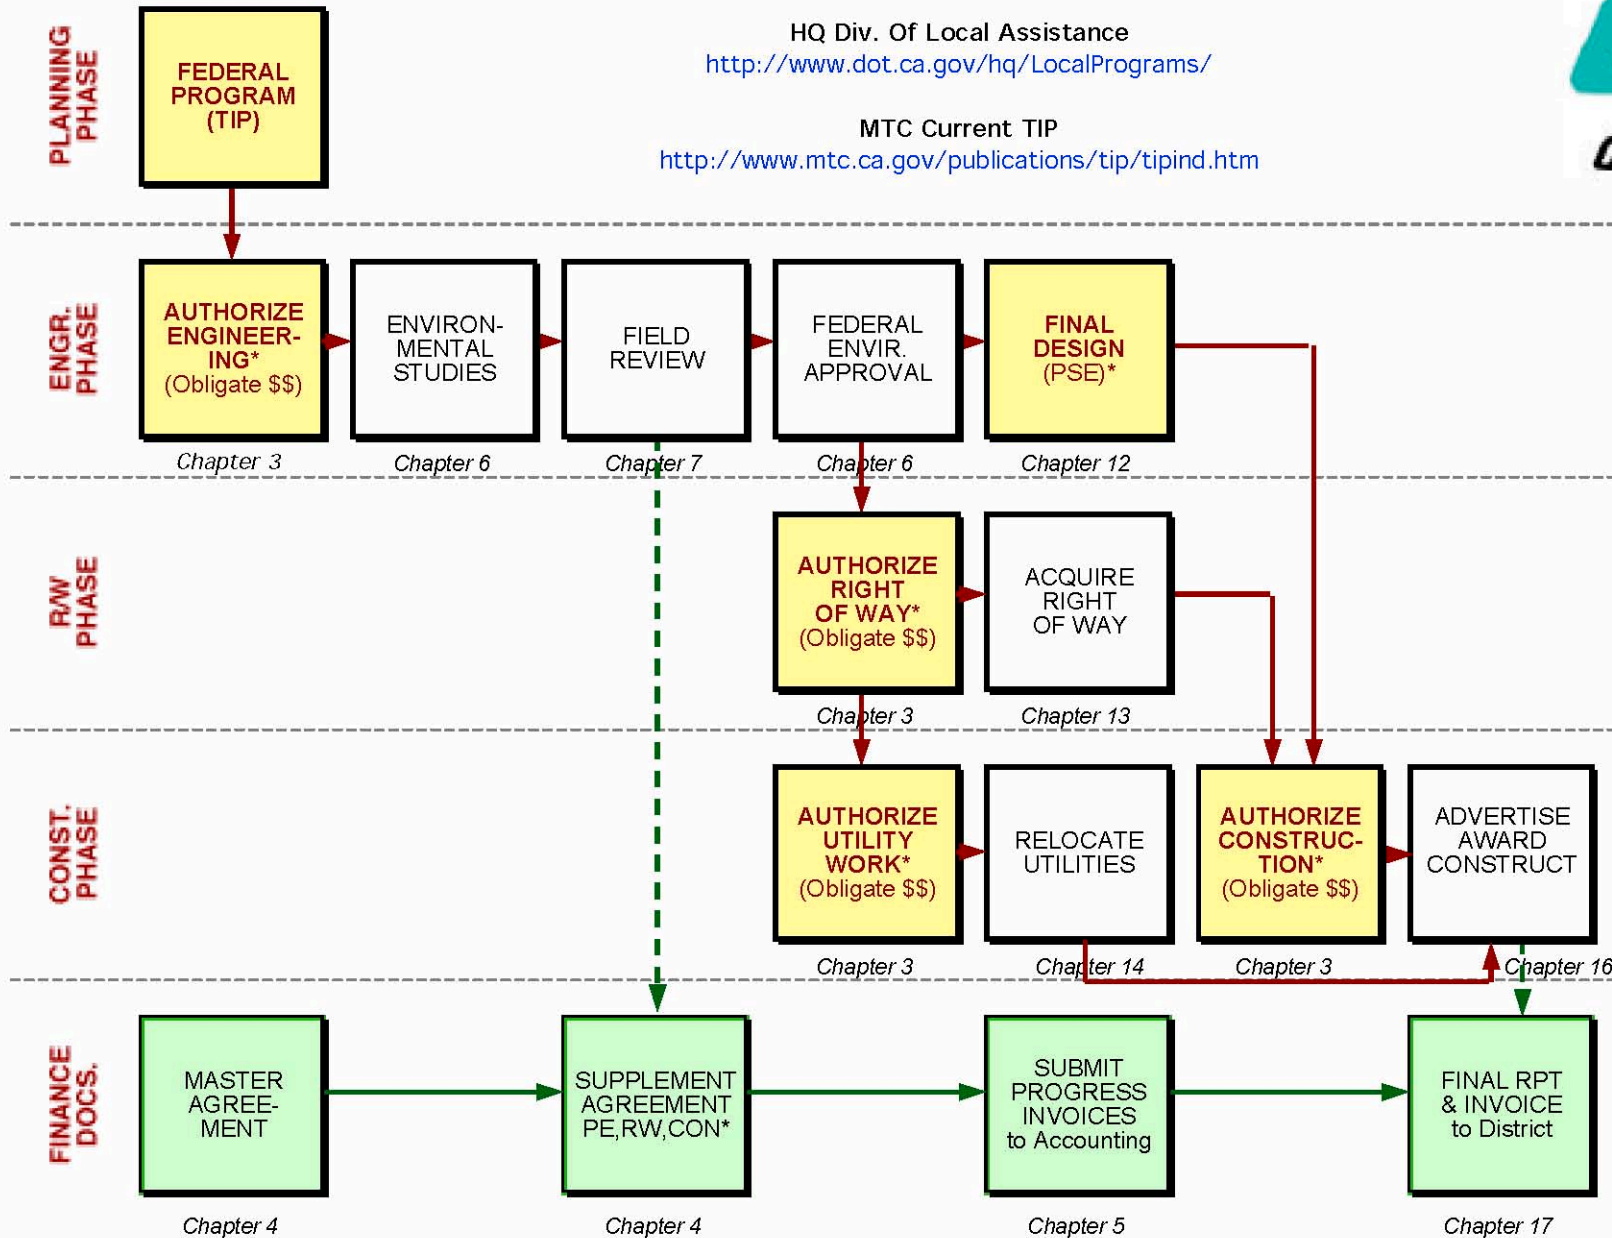 PLANNING
PHASE
FEDERAL
PROGRAM
(TIP)
HQ Div. Of Local Assistance
http://www.dot.ca.gov/hq/LocalPrograms/
MTC Current TIP
http://www.mtc.ca.gov/publications/tip/tipind.htm
ENGR.
PHASE
AUTHORIZE
ENGINEER-
ING*
(Obligate $$)
Chapter 3
ENVIRON-
MENTAL
STUDIES
Chapter 6
FIELD
REVIEW
Chapter 7
FEDERAL
ENVIR.
APPROVAL
Chapter 6
FINAL
DESIGN
(PSE)*
Chapter 12
R/W
PHASE
AUTHORIZE
RIGHT
OF WAY*
(Obligate $$)
Chapter 3
ACQUIRE
RIGHT
OF WAY
Chapter 13
CONST.
PHASE
AUTHORIZE
UTILITY
WORK*
(Obligate $$)
Chapter 3
RELOCATE
UTILITIES
Chapter 14
AUTHORIZE
CONSTRUC-
TION*
(Obligate $$)
Chapter 3
ADVERTISE
AWARD
CONSTRUCT
Chapter 16
FINANCE
DOCS.
MASTER
AGREE-
MENT
Chapter 4
SUPPLEMENT
AGREEMENT
PE,RW,CON*
Chapter 4
SUBMIT
PROGRESS
INVOICES
to Accounting
Chapter 5
FINAL RPT
& INVOICE
to District
Chapter 17